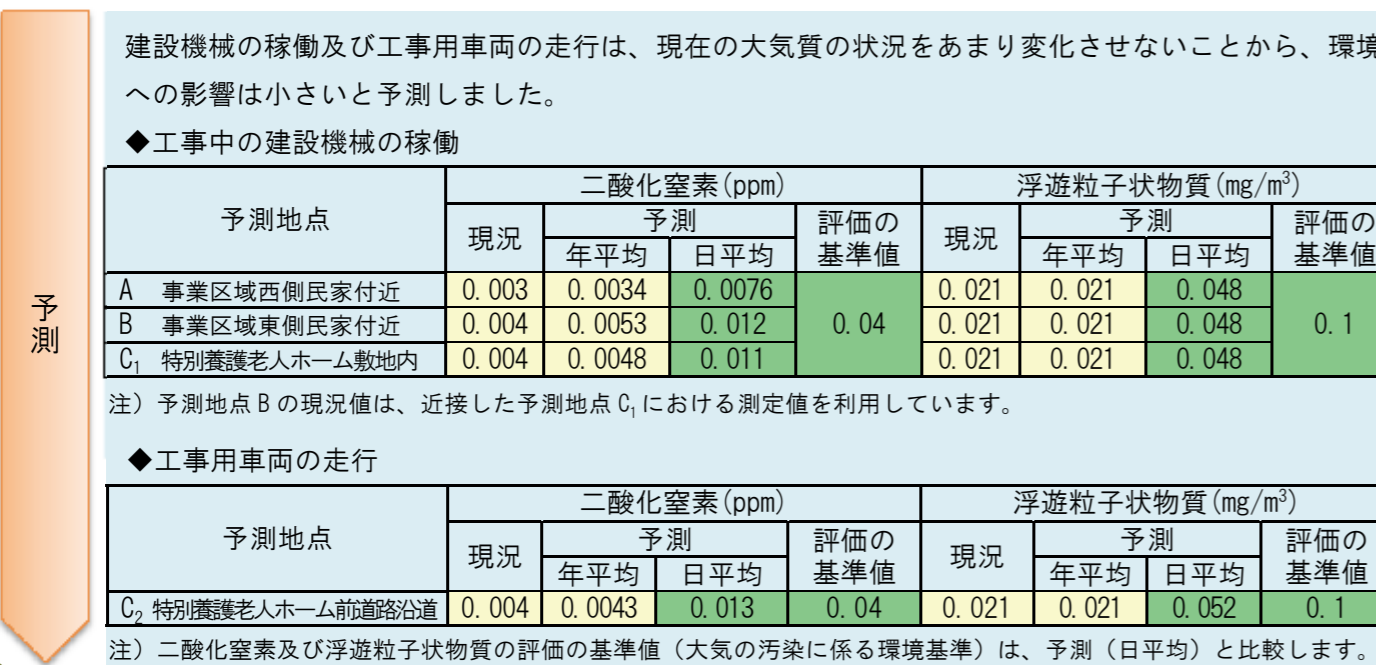 予測
建設機械の稼働及び工事用車両の走行は、現在の大気質の状況をあまり変化させないことから、環境
への影響は小さいと予測しました。
◆工事中の建設機械の稼働
予測地点 二酸化窒素(ppm) 浮遊粒子状物質(mg/m³)
現況 予測 評価の基準値 現況 予測 評価の基準値
年平均 日平均 年平均 日平均
A 事業区域西側民家付近 0.003 0.0034 0.0076 0.021 0.021 0.048
B 事業区域東側民家付近 0.004 0.0053 0.012 0.04 0.021 0.021 0.048 0.1
C₁ 特別養護老人ホーム敷地内 0.004 0.0048 0.011 0.021 0.021 0.048
注）予測地点Bの現況値は、近接した予測地点C₁における測定値を利用しています。
◆工事用車両の走行
予測地点 二酸化窒素(ppm) 浮遊粒子状物質(mg/m³)
現況 予測 評価の基準値 現況 予測 評価の基準値
年平均 日平均 年平均 日平均
C₂ 特別養護老人ホーム前道路沿道 0.004 0.0043 0.013 0.04 0.021 0.021 0.052 0.1
注）二酸化窒素及び浮遊粒子状物質の評価の基準値（大気の汚染に係る環境基準）は、予測（日平均）と比較します。